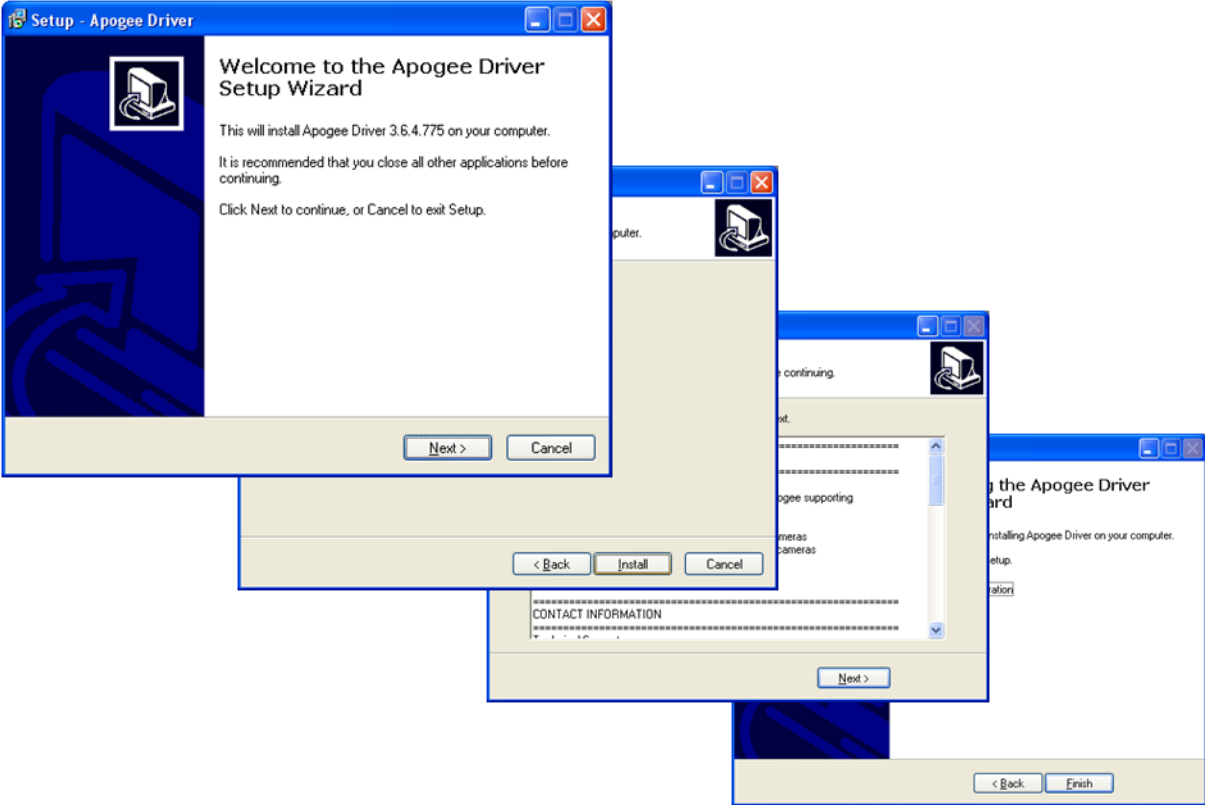 Setup - Apogee Driver
Welcome to the Apogee Driver
Setup Wizard
This will install Apogee Driver 3.6.4.775 on your computer.
It is recommended that you close all other applications before
continuing.
Click Next to continue, or Cancel to exit Setup.
Next >
Cancel
puter.
< Back
Install
Cancel
continuing.
xt.
=====================
=====================
ogee supporting
meras
cameras
================================================================
CONTACT INFORMATION
================================================================
Next >
g the Apogee Driver
ard
nstalling Apogee Driver on your computer.
etup.
ration
< Back
Finish